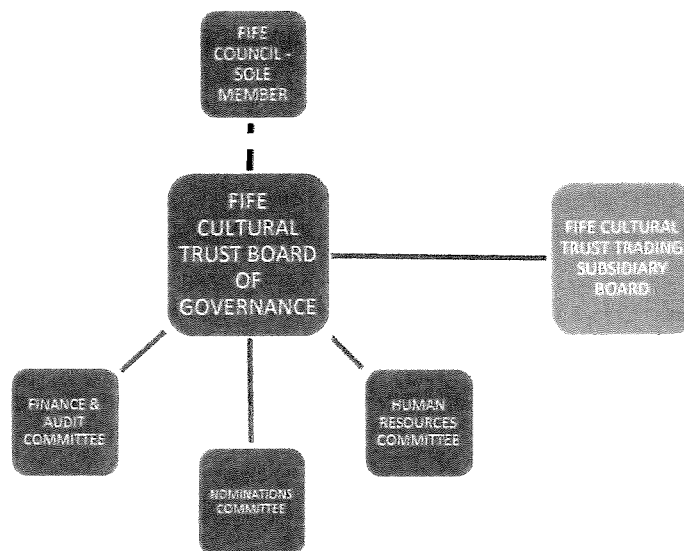 FIFE
COUNCIL -
SOLE
MEMBER
FIFE
CULTURAL
TRUST BOARD
OF
GOVERNANCE
FIFE CULTURAL
TRUST TRADING
SUBSIDIARY
BOARD
FINANCE &
AUDIT
COMMITTEE
HUMAN
RESOURCES
COMMITTEE
NOMINATIONS
COMMITTEE